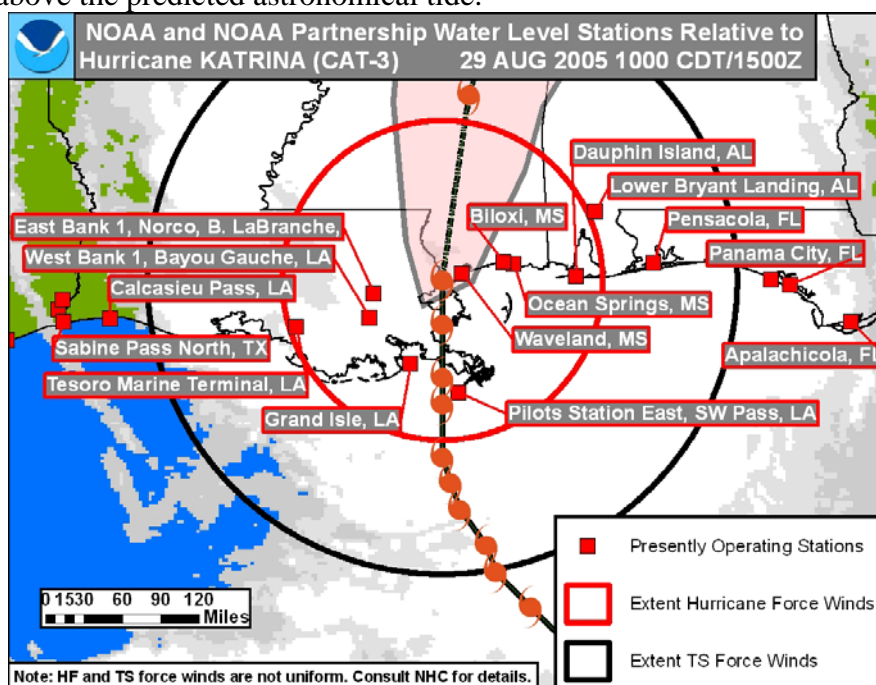 above the predicted astronomical tide.
NOAA and NOAA Partnership Water Level Stations Relative to
Hurricane KATRINA (CAT-3) 29 AUG 2005 1000 CDT/1500Z
Dauphin Island, AL
Lower Bryant Landing, AL
Biloxi, MS
Pensacola, FL
East Bank 1, Norco, B. LaBranche,
Panama City, FL
West Bank 1, Bayou Gauche, LA
Calcasieu Pass, LA
Ocean Springs, MS
Waveland, MS
Sabine Pass North, TX
Apalachicola, FL
Tesoro Marine Terminal, LA
Grand Isle, LA
Pilots Station East, SW Pass, LA
Presently Operating Stations
0 1530 60 90 120
Miles
Extent Hurricane Force Winds
Extent TS Force Winds
Note: HF and TS force winds are not uniform. Consult NHC for details.